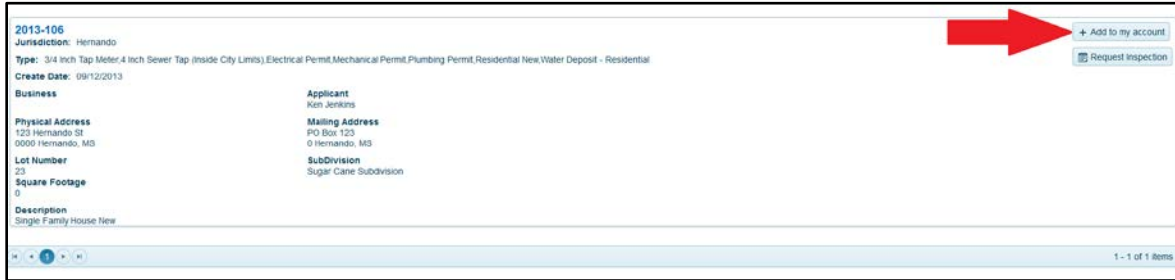 2013-106
+ Add to my account
Jurisdiction: Hernando
Type: 3/4 Inch Tap Meter,4 Inch Sewer Tap (Inside City Limits),Electrical Permit,Mechanical Permit,Plumbing Permit,Residential New,Water Deposit - Residential
Request Inspection
Create Date: 09/12/2013
Business
Applicant
Ken Jenkins
Physical Address
123 Hernando St
0000 Hernando, MS
Mailing Address
PO Box 123
0 Hernando, MS
Lot Number
23
SubDivision
Sugar Cane Subdivision
Square Footage
0
Description
Single Family House New
1
1 - 1 of 1 items